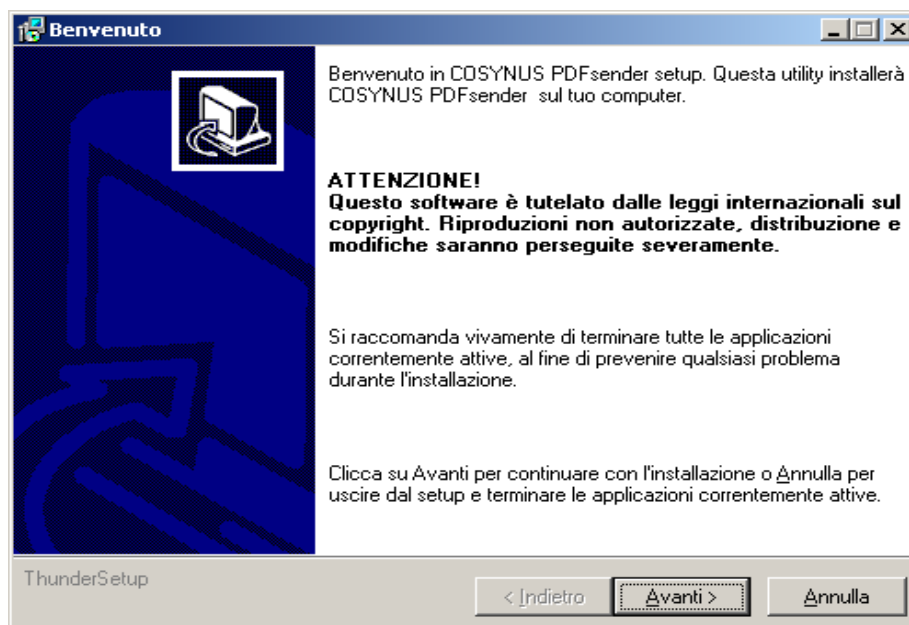 Benvenuto
Benvenuto in COSYNUS PDFsender setup. Questa utility installerà
COSYNUS PDFsender  sul tuo computer.
ATTENZIONE!
Questo software è tutelato dalle leggi internazionali sul
copyright. Riproduzioni non autorizzate, distribuzione e
modifiche saranno perseguite severamente.
Si raccomanda vivamente di terminare tutte le applicazioni
correntemente attive, al fine di prevenire qualsiasi problema
durante l'installazione.
Clicca su Avanti per continuare con l'installazione o Annulla per
uscire dal setup e terminare le applicazioni correntemente attive.
ThunderSetup
< Indietro
Avanti >
Annulla